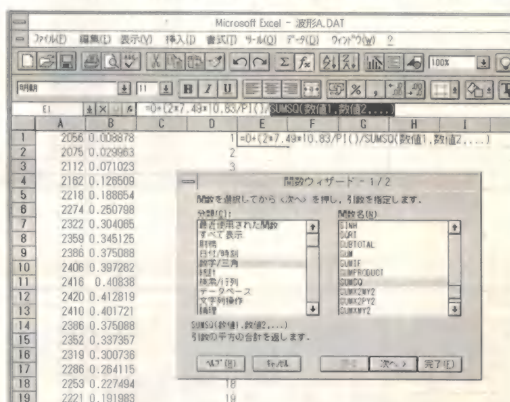 Microsoft Excel - 波形A.DAT
ファイル(F) 編集(E) 表示(V) 挿入(I) 書式(T) ツール(O) データ(D) ウィンドウ(W) ?
100%
明朝 11 B I U
E1 =0+(2*7.49*10.83/PI()/SUMSQ(数値1,数値2,...)
A B C D E F G H I
1 2056 0.008878 1 =0+(2*7.49*10.83/PI()/SUMSQ(数値1,数値2,...)
2 2075 0.029963 2
3 2112 0.071023 3
4 2162 0.126509
5 2218 0.188654
6 2274 0.250798
7 2322 0.304065
8 2359 0.345125
9 2386 0.375088
10 2406 0.397282
11 2416 0.40838
12 2420 0.412819
13 2410 0.401721
14 2386 0.375088
15 2352 0.337357
16 2319 0.300736
17 2286 0.264115
18 2253 0.227494 18
19 2221 0.191983 19
関数ウィザード - 1/2
関数を選択してから <次へ> を押し、引数を指定します.
分類(C): 関数名(N):
最近使用された関数
すべて表示
財務
日付/時刻
数学/三角
統計
検索/行列
データベース
文字列操作
論理
SINH
SQRT
SUBTOTAL
SUM
SUMIF
SUMPRODUCT
SUMSQ
SUMX2MY2
SUMX2PY2
SUMXMY2
SUMSQ(数値1,数値2,...)
引数の平方の合計を返します.
ヘルプ(H) キャンセル 次へ > 完了(F)